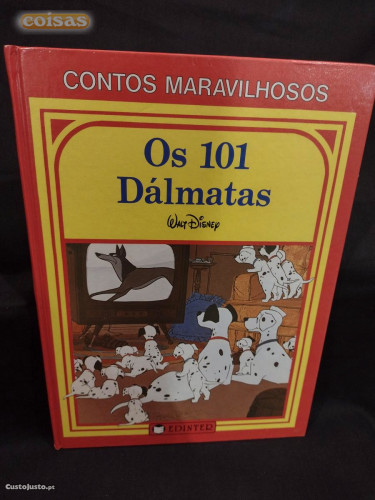 coisas
CONTOS MARAVILHOSOS
Os 101
Dálmatas
WALT DISNEY
EDINTER
CustoJusto.pt